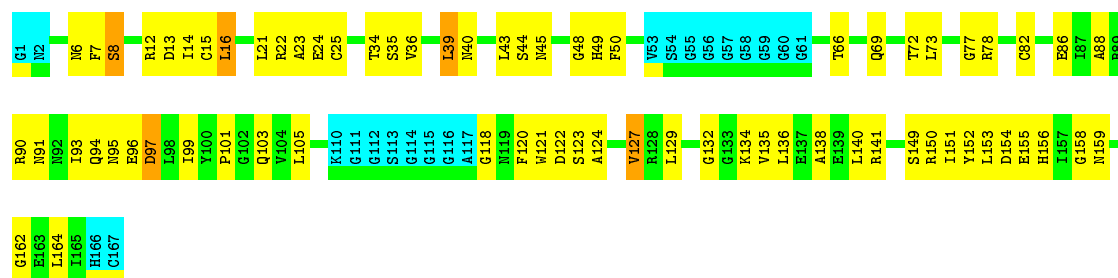 G1 N2 N6 F7 S8 R12 D13 I14 C15 L16 L21 R22 A23 E24 C25 T34 S35 V36 L39 N40 L43 S44 N45 G48 H49 F50 V53 S54 G55 G56 G57 G58 G59 G60 G61 T66 Q69 T72 L73 G77 R78 C82 E86 I87 A88 R89
R90 N91 N92 I93 Q94 N95 E96 D97 L98 I99 Y100 P101 G102 Q103 V104 L105 K110 G111 G112 S113 G114 G115 G116 A117 G118 N119 F120 W121 D122 S123 A124 V127 R128 L129 G132 G133 K134 V135 L136 E137 A138 E139 L140 R141 S149 R150 I151 Y152 L153 D154 E155 H156 I157 G158 N159
G162 E163 L164 I165 H166 C167